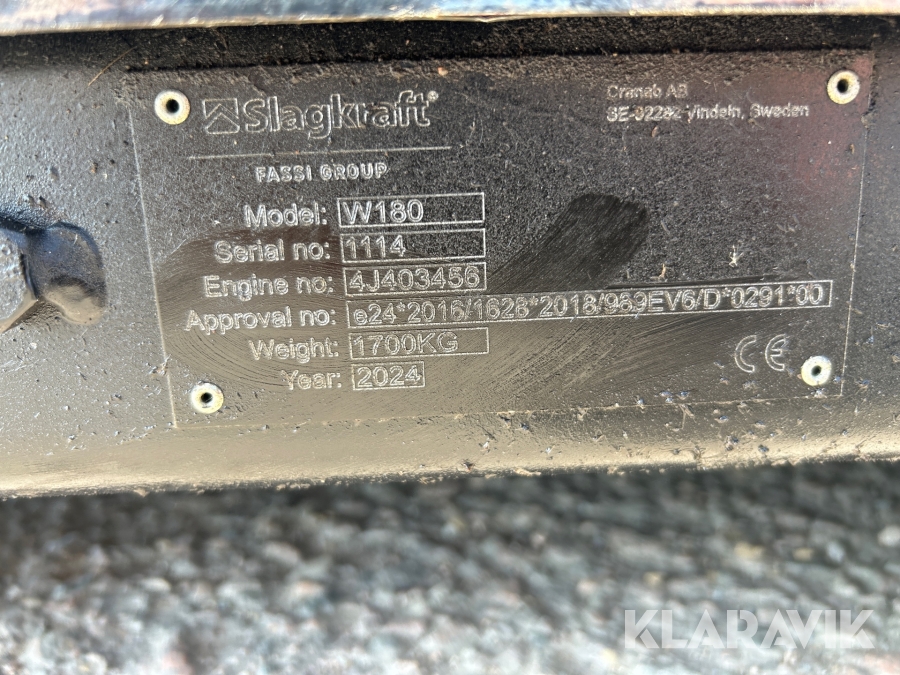 Slagkraft®
Cranab AB
SE-92282 Vindeln, Sweden
FASSI GROUP
Model: W180
Serial no: 1114
Engine no: 4J403456
Approval no: e24*2016/1628*2018/989EV6/D*0291*00
Weight: 1700KG
Year: 2024
CE
KLARAVIK